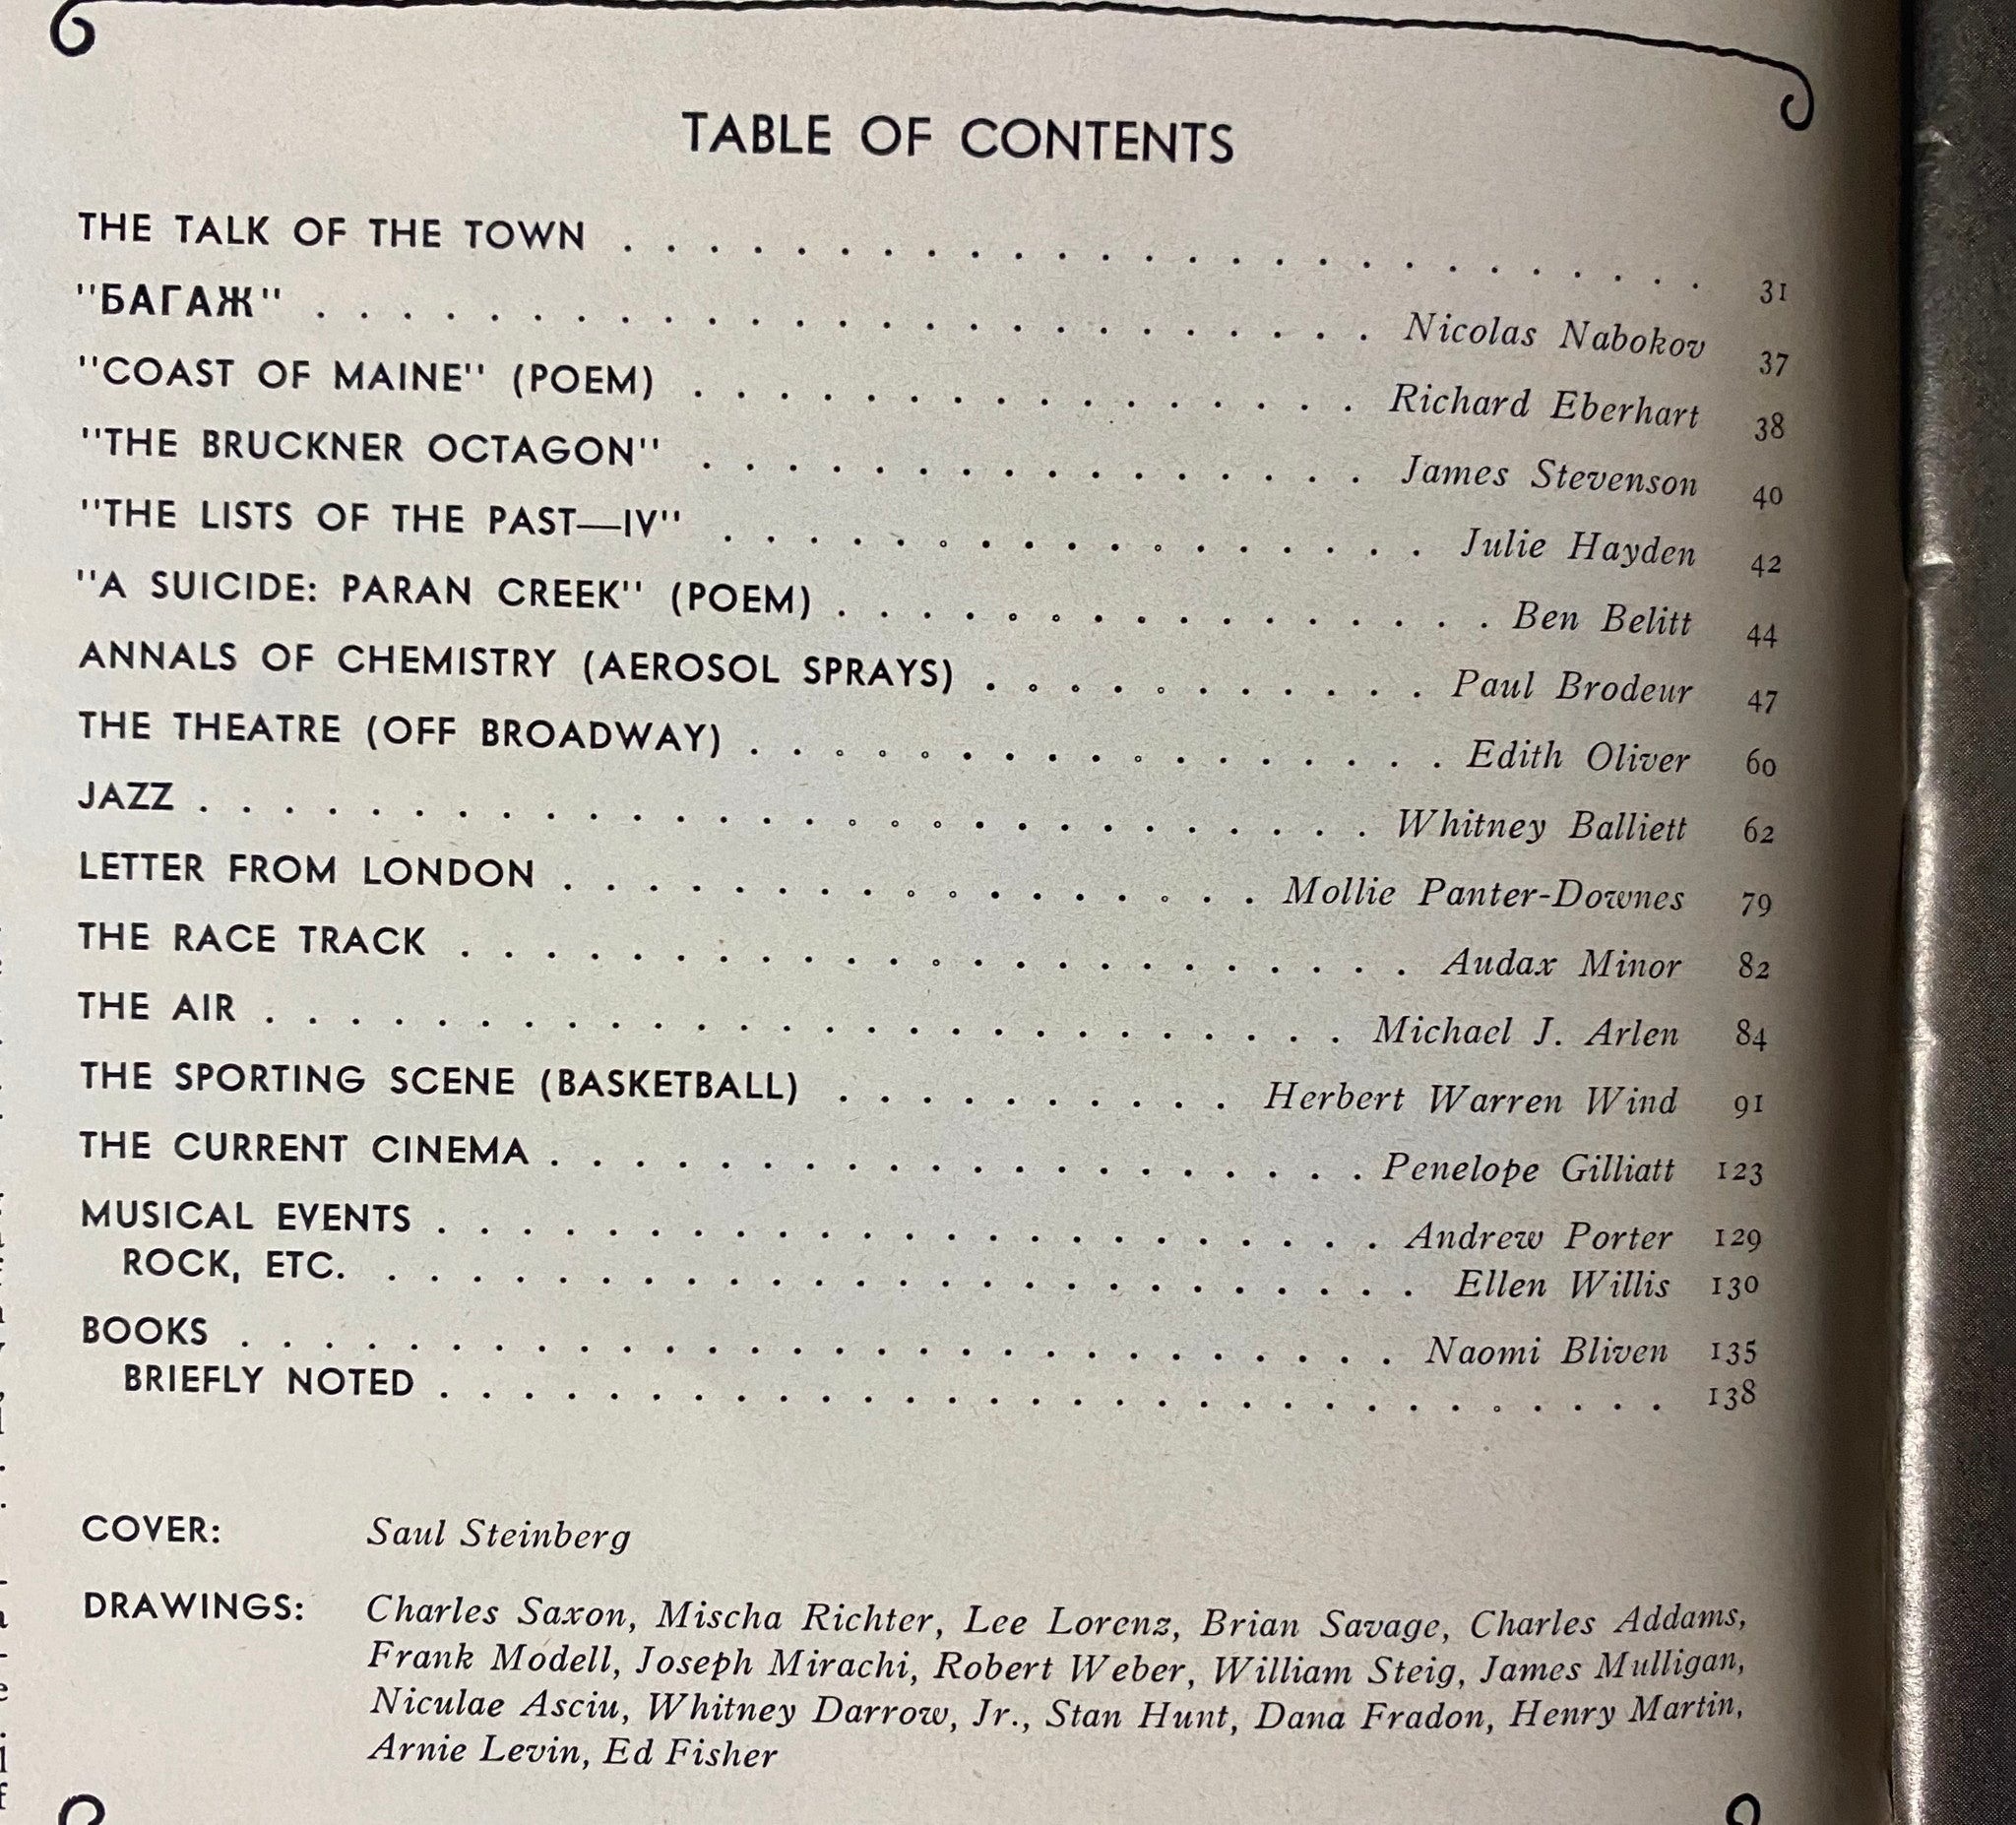 TABLE OF CONTENTS
THE TALK OF THE TOWN . . . . . . . . . . . . . . . . . . . . . . . . . . 31
"БАГАЖ" . . . . . . . . . . . . . . . . . . . . . . . . . Nicolas Nabokov 37
"COAST OF MAINE" (POEM) . . . . . . . . . . . . . . . . Richard Eberhart 38
"THE BRUCKNER OCTAGON" . . . . . . . . . . . . . . . . James Stevenson 40
"THE LISTS OF THE PAST—IV" . . . . . . . . . . . . . . . . . Julie Hayden 42
"A SUICIDE: PARAN CREEK" (POEM) . . . . . . . . . . . . . . . . Ben Belitt 44
ANNALS OF CHEMISTRY (AEROSOL SPRAYS) . . . . . . . . . . . Paul Brodeur 47
THE THEATRE (OFF BROADWAY) . . . . . . . . . . . . . . . . . Edith Oliver 60
JAZZ . . . . . . . . . . . . . . . . . . . . . . . . . . . . Whitney Balliett 62
LETTER FROM LONDON . . . . . . . . . . . . . . . . . Mollie Panter-Downes 79
THE RACE TRACK . . . . . . . . . . . . . . . . . . . . . . . Audax Minor 82
THE AIR . . . . . . . . . . . . . . . . . . . . . . . . . . Michael J. Arlen 84
THE SPORTING SCENE (BASKETBALL) . . . . . . . . . . Herbert Warren Wind 91
THE CURRENT CINEMA . . . . . . . . . . . . . . . . . . . . Penelope Gilliatt 123
MUSICAL EVENTS . . . . . . . . . . . . . . . . . . . . . . . Andrew Porter 129
ROCK, ETC. . . . . . . . . . . . . . . . . . . . . . . . . Ellen Willis 130
BOOKS . . . . . . . . . . . . . . . . . . . . . . . . . . . Naomi Bliven 135
BRIEFLY NOTED . . . . . . . . . . . . . . . . . . . . . . . . . . . . . 138
COVER: Saul Steinberg
DRAWINGS: Charles Saxon, Mischa Richter, Lee Lorenz, Brian Savage, Charles Addams,
Frank Modell, Joseph Mirachi, Robert Weber, William Steig, James Mulligan,
Niculae Asciu, Whitney Darrow, Jr., Stan Hunt, Dana Fradon, Henry Martin,
Arnie Levin, Ed Fisher